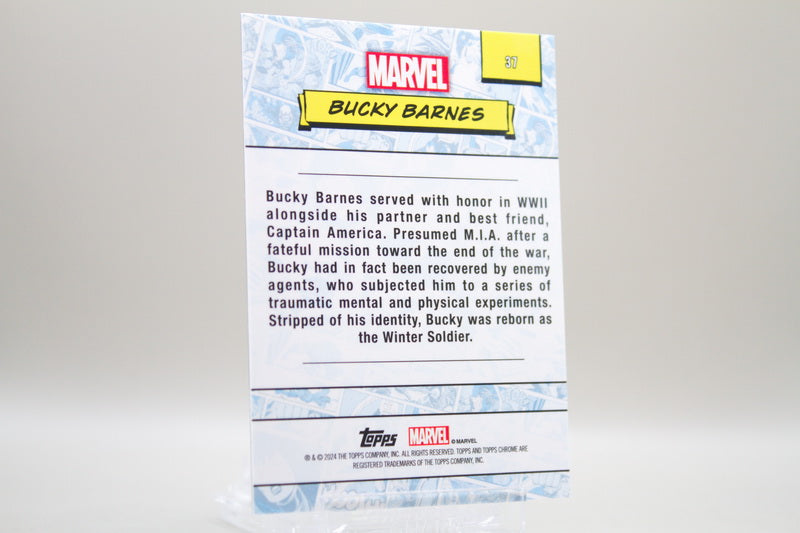 37
MARVEL
BUCKY BARNES
Bucky Barnes served with honor in WWII
alongside his partner and best friend,
Captain America. Presumed M.I.A. after a
fateful mission toward the end of the war,
Bucky had in fact been recovered by enemy
agents, who subjected him to a series of
traumatic mental and physical experiments.
Stripped of his identity, Bucky was reborn as
the Winter Soldier.
Topps MARVEL © MARVEL
® & © 2024 THE TOPPS COMPANY, INC. ALL RIGHTS RESERVED. TOPPS AND TOPPS CHROME ARE
REGISTERED TRADEMARKS OF THE TOPPS COMPANY, INC.